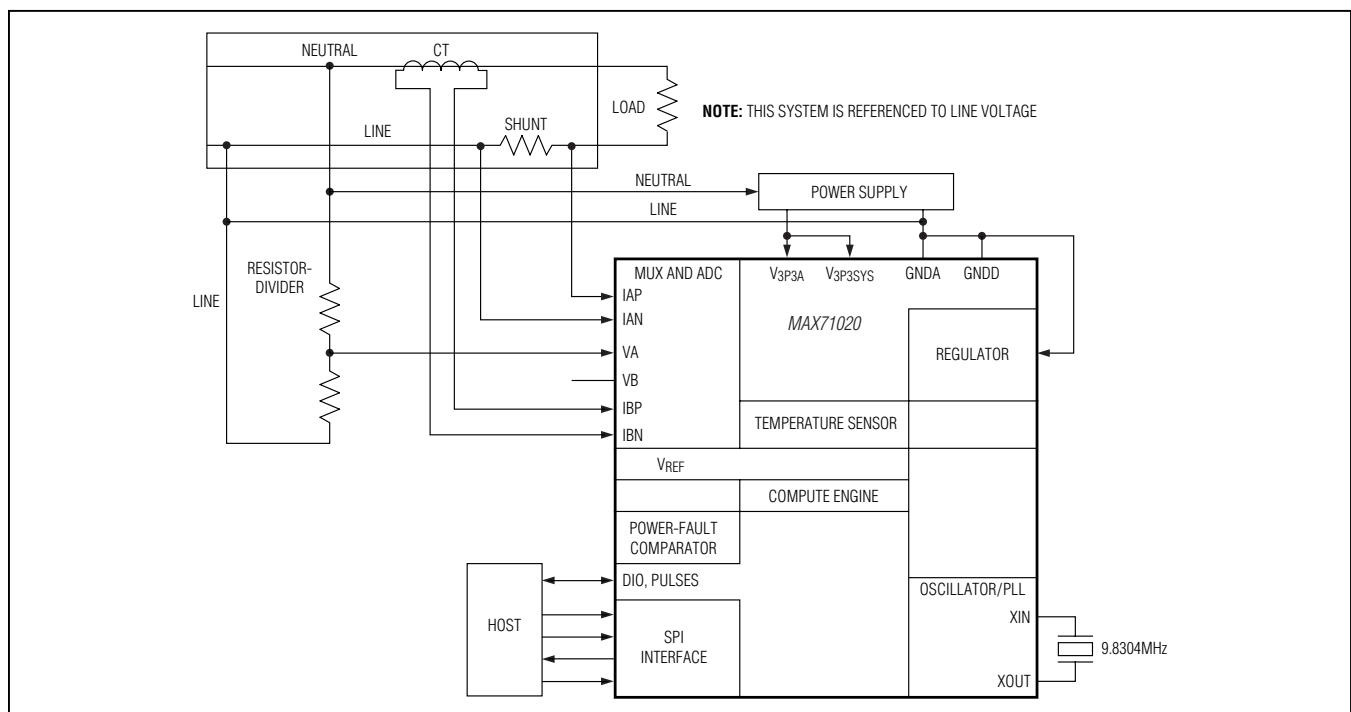 NEUTRAL
CT
LOAD
NOTE: THIS SYSTEM IS REFERENCED TO LINE VOLTAGE
LINE
SHUNT
NEUTRAL
POWER SUPPLY
LINE
RESISTOR-
DIVIDER
LINE
MUX AND ADC
V3P3A
V3P3SYS
GNDA
GNDD
IAP
IAN
MAX71020
REGULATOR
VA
VB
IBP
IBN
TEMPERATURE SENSOR
VREF
COMPUTE ENGINE
POWER-FAULT
COMPARATOR
DIO, PULSES
OSCILLATOR/PLL
HOST
SPI
INTERFACE
XIN
9.8304MHz
XOUT